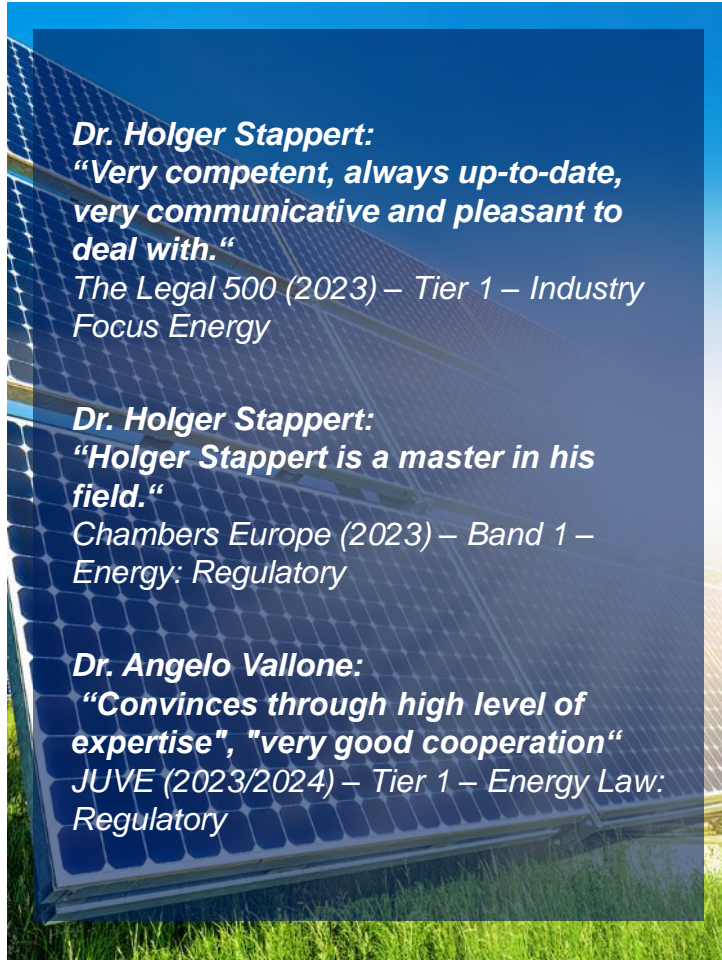 Dr. Holger Stappert:
“Very competent, always up-to-date,
very communicative and pleasant to
deal with.“
The Legal 500 (2023) – Tier 1 – Industry
Focus Energy
Dr. Holger Stappert:
“Holger Stappert is a master in his
field.“
Chambers Europe (2023) – Band 1 –
Energy: Regulatory
Dr. Angelo Vallone:
“Convinces through high level of
expertise", "very good cooperation“
JUVE (2023/2024) – Tier 1 – Energy Law:
Regulatory